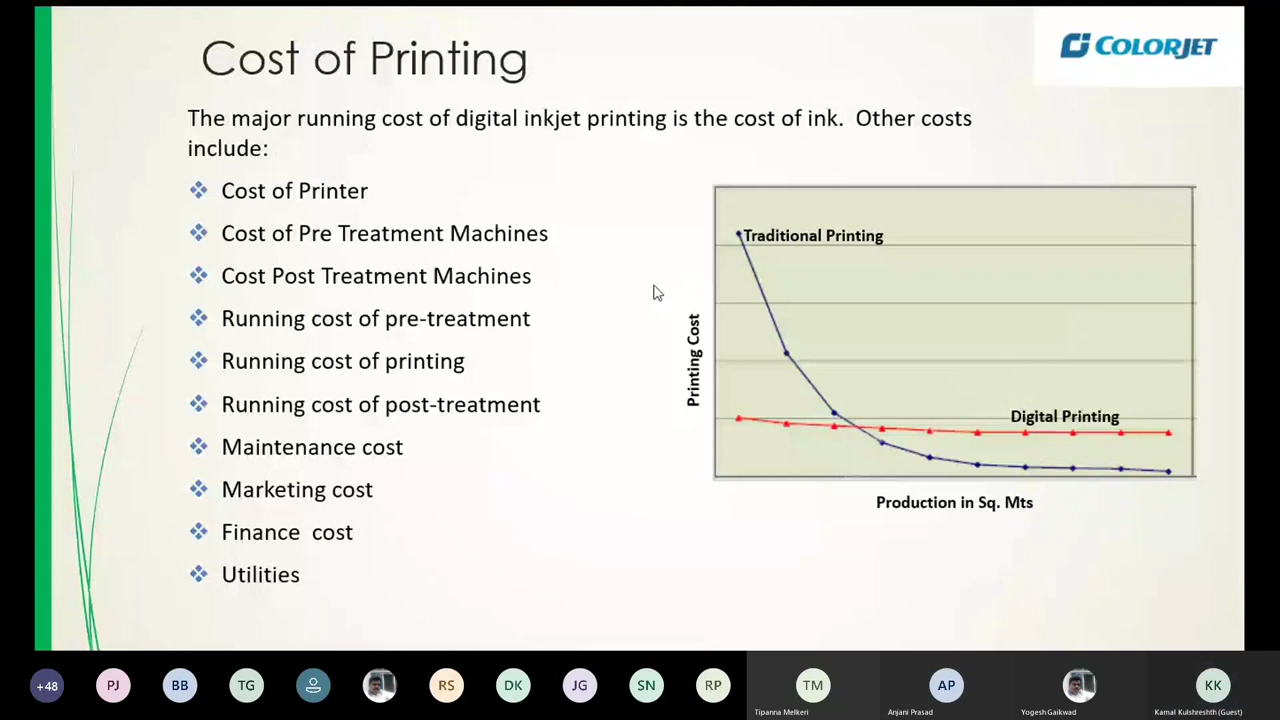 Cost of Printing
COLORJET
The major running cost of digital inkjet printing is the cost of ink.  Other costs
include:
Cost of Printer
Cost of Pre Treatment Machines
Cost Post Treatment Machines
Running cost of pre-treatment
Running cost of printing
Running cost of post-treatment
Maintenance cost
Marketing cost
Finance  cost
Utilities
Traditional Printing
Digital Printing
Printing Cost
Production in Sq. Mts
+48
PJ
BB
TG
RS
DK
JG
SN
RP
TM
AP
KK
Tipanna Melkeri
Anjani Prasad
Yogesh Gaikwad
Kamal Kulshreshth (Guest)